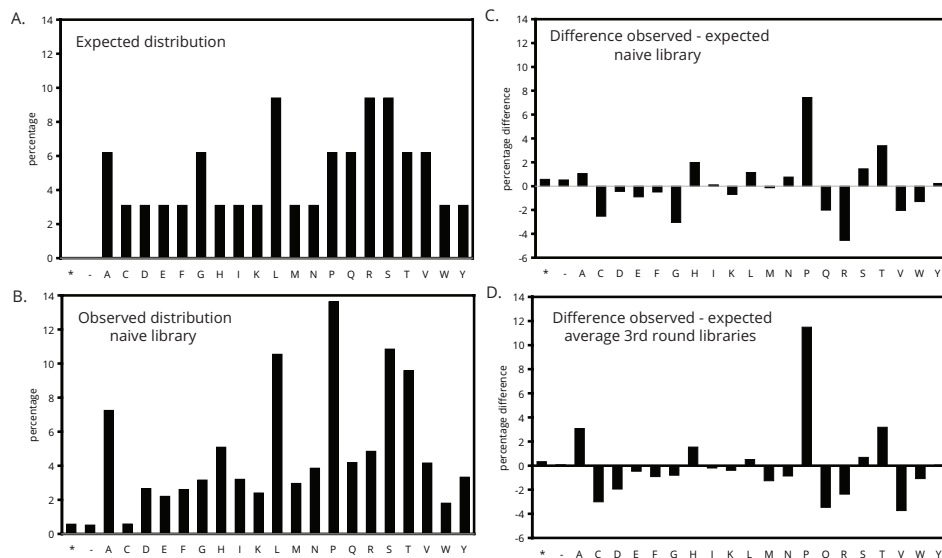 A.
Expected distribution
percentage
14
12
10
8
6
4
2
0
* - A C D E F G H I K L M N P Q R S T V W Y
B.
Observed distribution
naive library
percentage
14
12
10
8
6
4
2
0
* - A C D E F G H I K L M N P Q R S T V W Y
C.
Difference observed - expected
naive library
percentage difference
14
12
10
8
6
4
2
0
-2
-4
-6
* - A C D E F G H I K L M N P Q R S T V W Y
D.
Difference observed - expected
average 3rd round libraries
percentage difference
14
12
10
8
6
4
2
0
-2
-4
-6
* - A C D E F G H I K L M N P Q R S T V W Y